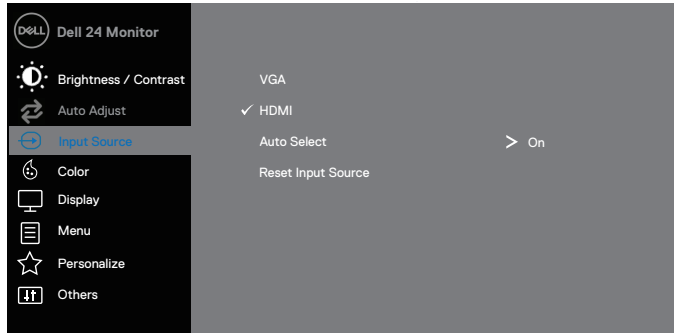 DELL
Dell 24 Monitor
Brightness / Contrast
VGA
Auto Adjust
HDMI
Input Source
Auto Select
On
Color
Reset Input Source
Display
Menu
Personalize
Others